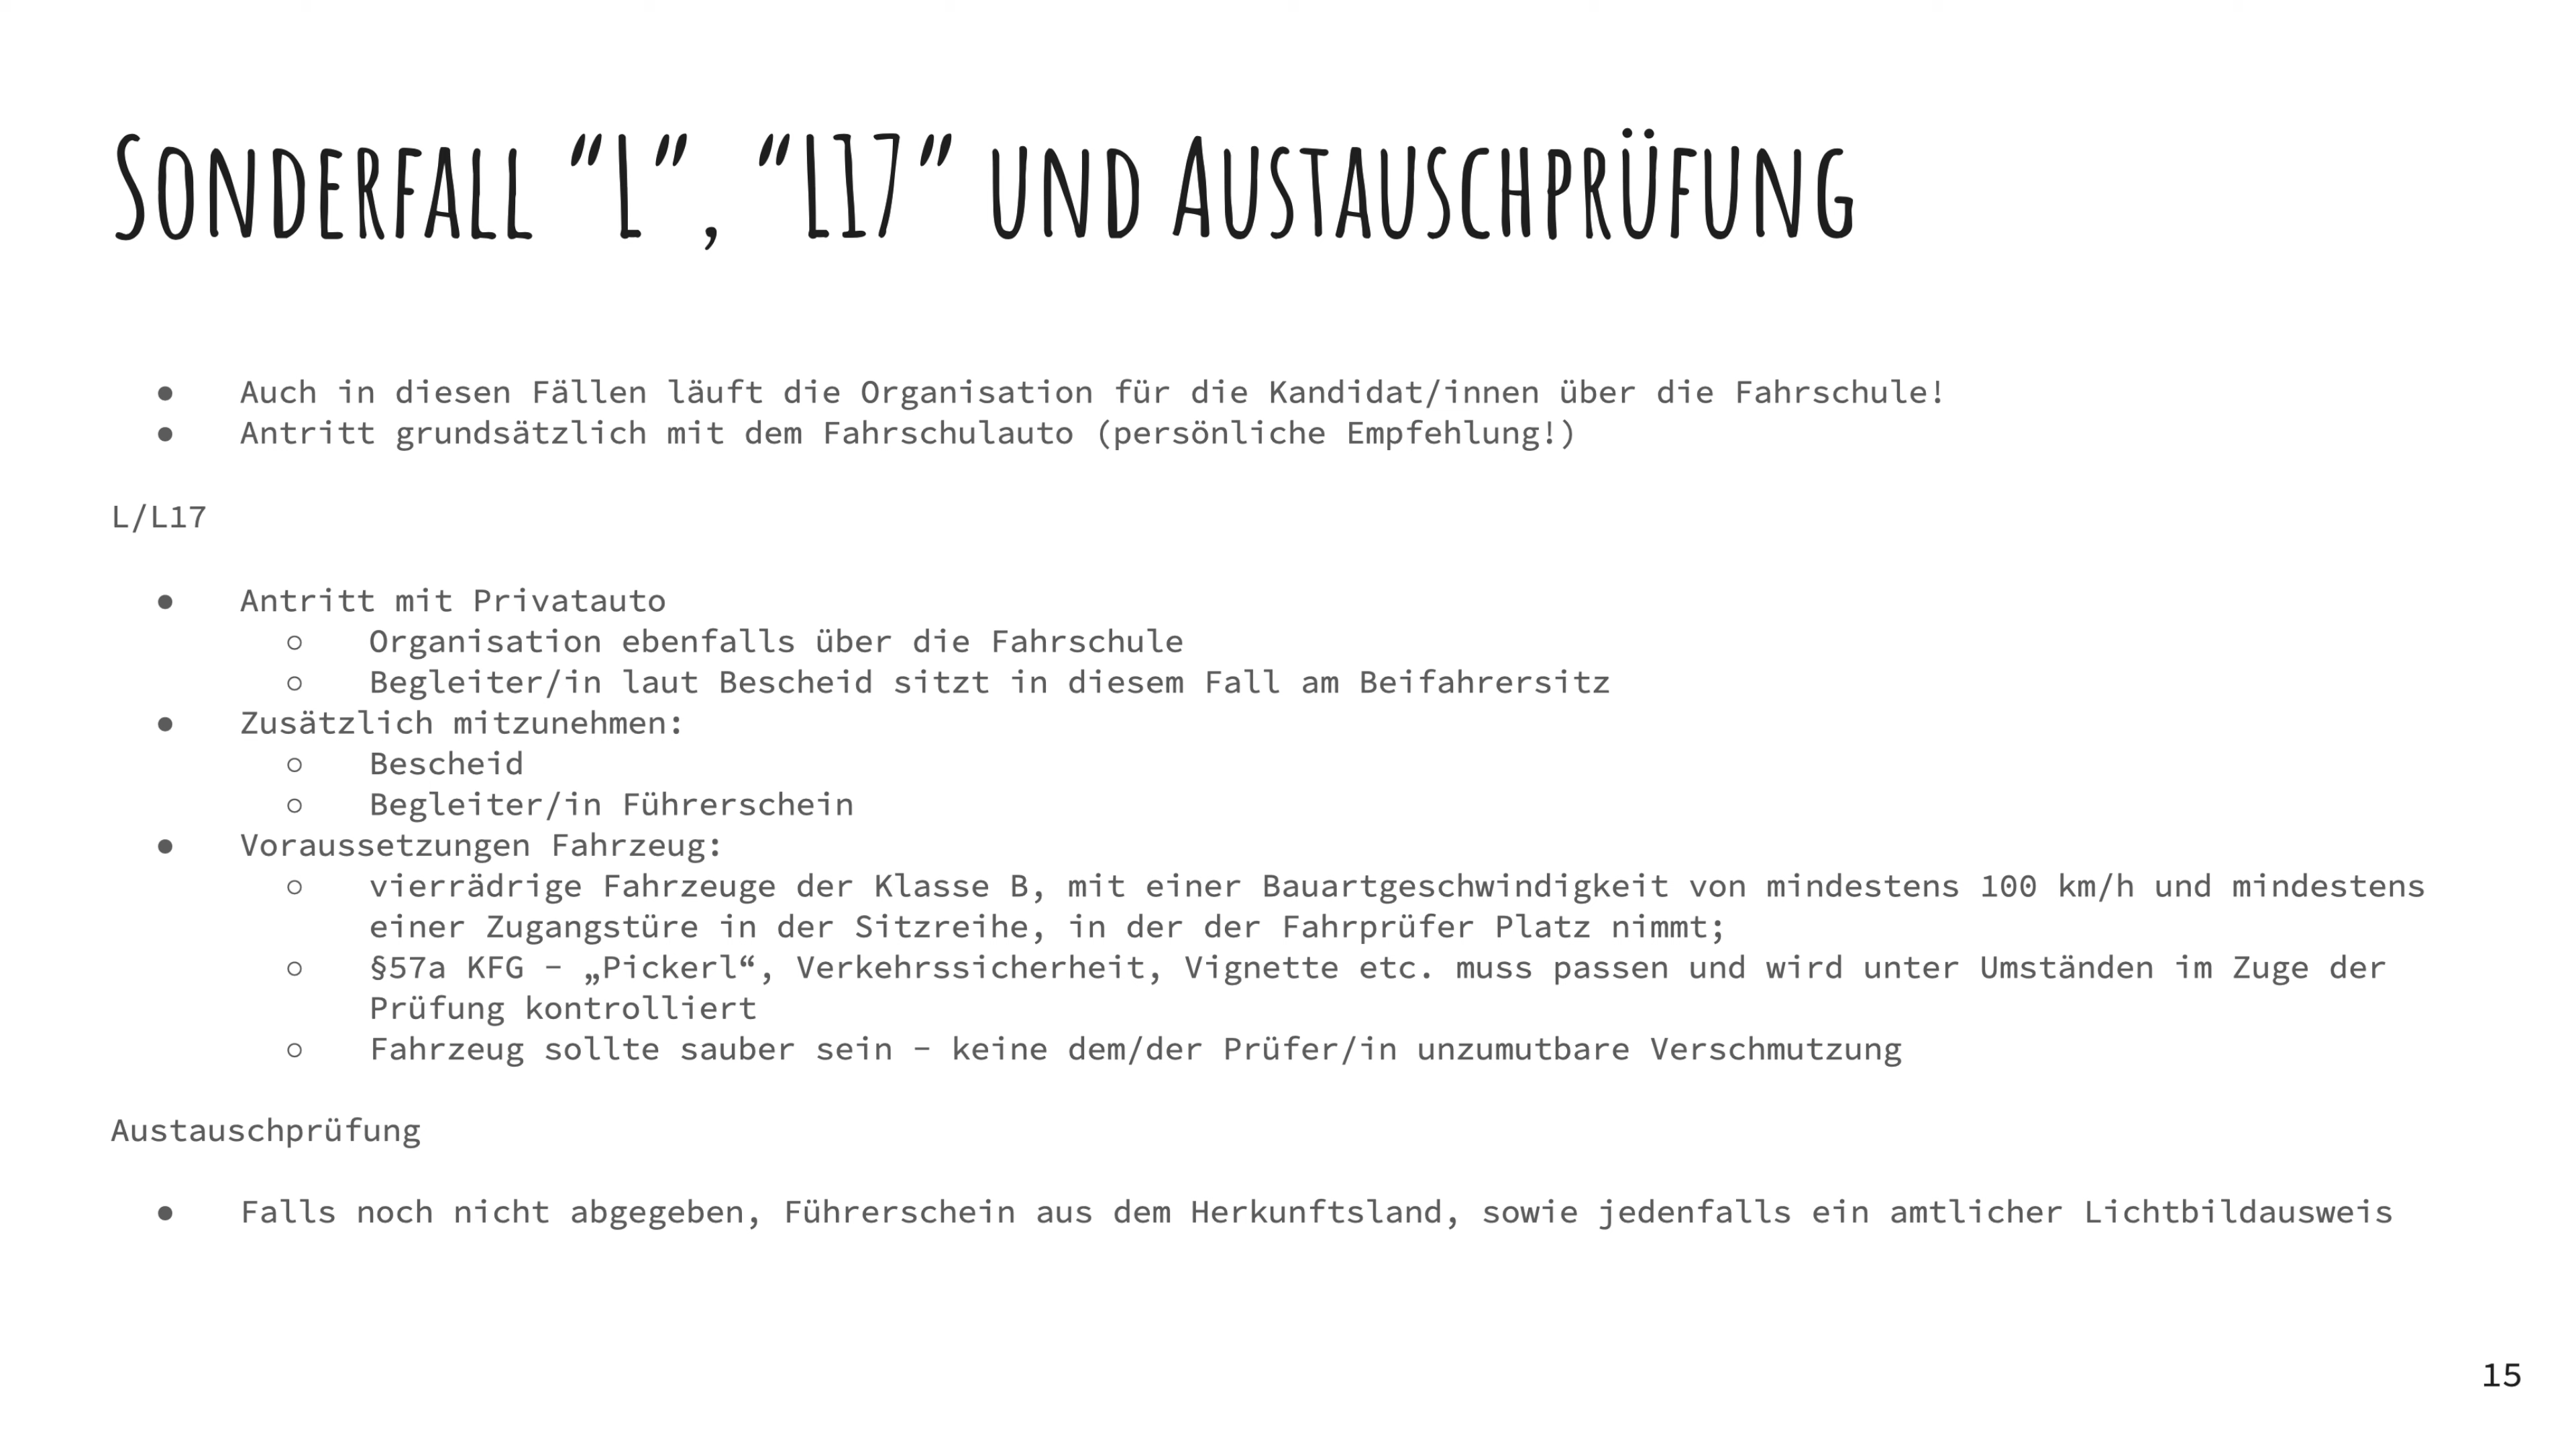 Sonderfall “L”, “L17” und Austauschprüfung
● Auch in diesen Fällen läuft die Organisation für die Kandidat/innen über die Fahrschule!
● Antritt grundsätzlich mit dem Fahrschulauto (persönliche Empfehlung!)
L/L17
● Antritt mit Privatauto
○ Organisation ebenfalls über die Fahrschule
○ Begleiter/in laut Bescheid sitzt in diesem Fall am Beifahrersitz
● Zusätzlich mitzunehmen:
○ Bescheid
○ Begleiter/in Führerschein
● Voraussetzungen Fahrzeug:
○ vierrädrige Fahrzeuge der Klasse B, mit einer Bauartgeschwindigkeit von mindestens 100 km/h und mindestens
einer Zugangstüre in der Sitzreihe, in der der Fahrprüfer Platz nimmt;
○ §57a KFG – „Pickerl“, Verkehrssicherheit, Vignette etc. muss passen und wird unter Umständen im Zuge der
Prüfung kontrolliert
○ Fahrzeug sollte sauber sein – keine dem/der Prüfer/in unzumutbare Verschmutzung
Austauschprüfung
● Falls noch nicht abgegeben, Führerschein aus dem Herkunftsland, sowie jedenfalls ein amtlicher Lichtbildausweis
15